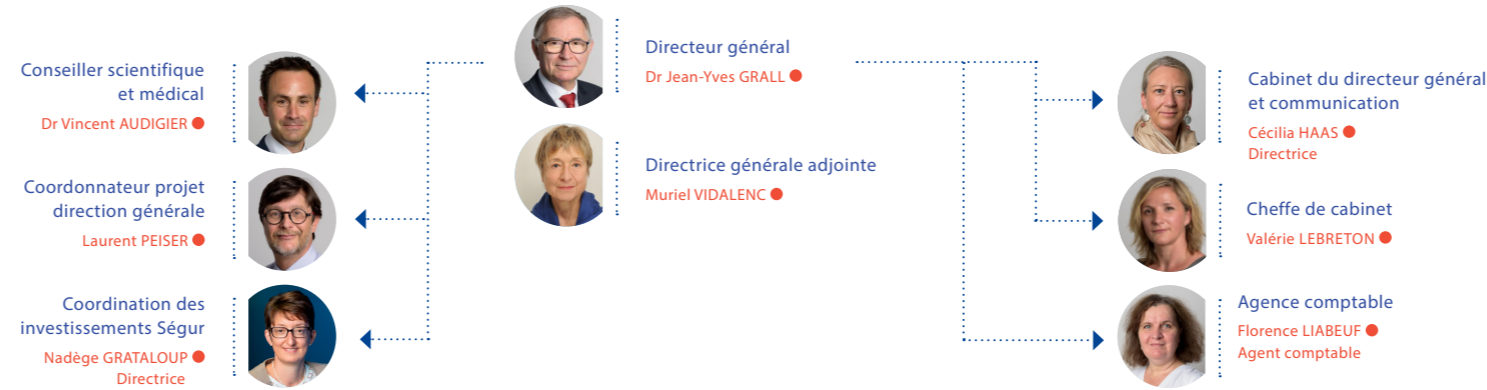 Directeur général
Dr Jean-Yves GRALL
Directrice générale adjointe
Muriel VIDALENC
Conseiller scientifique
et médical
Dr Vincent AUDIGIER
Coordonnateur projet
direction générale
Laurent PEISER
Coordination des
investissements Ségur
Nadège GRATALOUP
Directrice
Cabinet du directeur général
et communication
Cécilia HAAS
Directrice
Cheffe de cabinet
Valérie LEBRETON
Agence comptable
Florence LIABEUF
Agent comptable